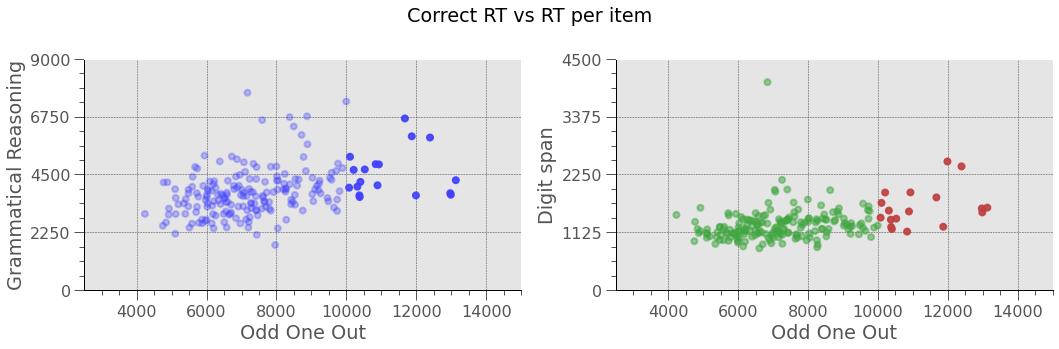 Correct RT vs RT per item
Grammatical Reasoning
9000
6750
4500
2250
0
4000 6000 8000 10000 12000 14000
Odd One Out
Digit span
4500
3375
2250
1125
0
4000 6000 8000 10000 12000 14000
Odd One Out